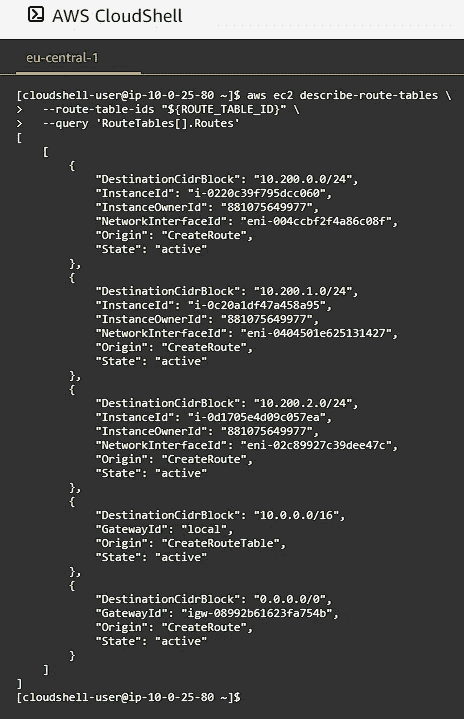 AWS CloudShell
eu-central-1
[cloudshell-user@ip-10-0-25-80 ~]$ aws ec2 describe-route-tables \
>   --route-table-ids "${ROUTE_TABLE_ID}" \
>   --query 'RouteTables[].Routes'
[
    [
        {
            "DestinationCidrBlock": "10.200.0.0/24",
            "InstanceId": "i-0220c39f795dcc060",
            "InstanceOwnerId": "881075649977",
            "NetworkInterfaceId": "eni-004ccbf2f4a86c08f",
            "Origin": "CreateRoute",
            "State": "active"
        },
        {
            "DestinationCidrBlock": "10.200.1.0/24",
            "InstanceId": "i-0c20a1df47a458a95",
            "InstanceOwnerId": "881075649977",
            "NetworkInterfaceId": "eni-0404501e625131427",
            "Origin": "CreateRoute",
            "State": "active"
        },
        {
            "DestinationCidrBlock": "10.200.2.0/24",
            "InstanceId": "i-0d1705e4d09c057ea",
            "InstanceOwnerId": "881075649977",
            "NetworkInterfaceId": "eni-02c89927c39dee47c",
            "Origin": "CreateRoute",
            "State": "active"
        },
        {
            "DestinationCidrBlock": "10.0.0.0/16",
            "GatewayId": "local",
            "Origin": "CreateRouteTable",
            "State": "active"
        },
        {
            "DestinationCidrBlock": "0.0.0.0/0",
            "GatewayId": "igw-08992b61623fa754b",
            "Origin": "CreateRoute",
            "State": "active"
        }
    ]
]
[cloudshell-user@ip-10-0-25-80 ~]$